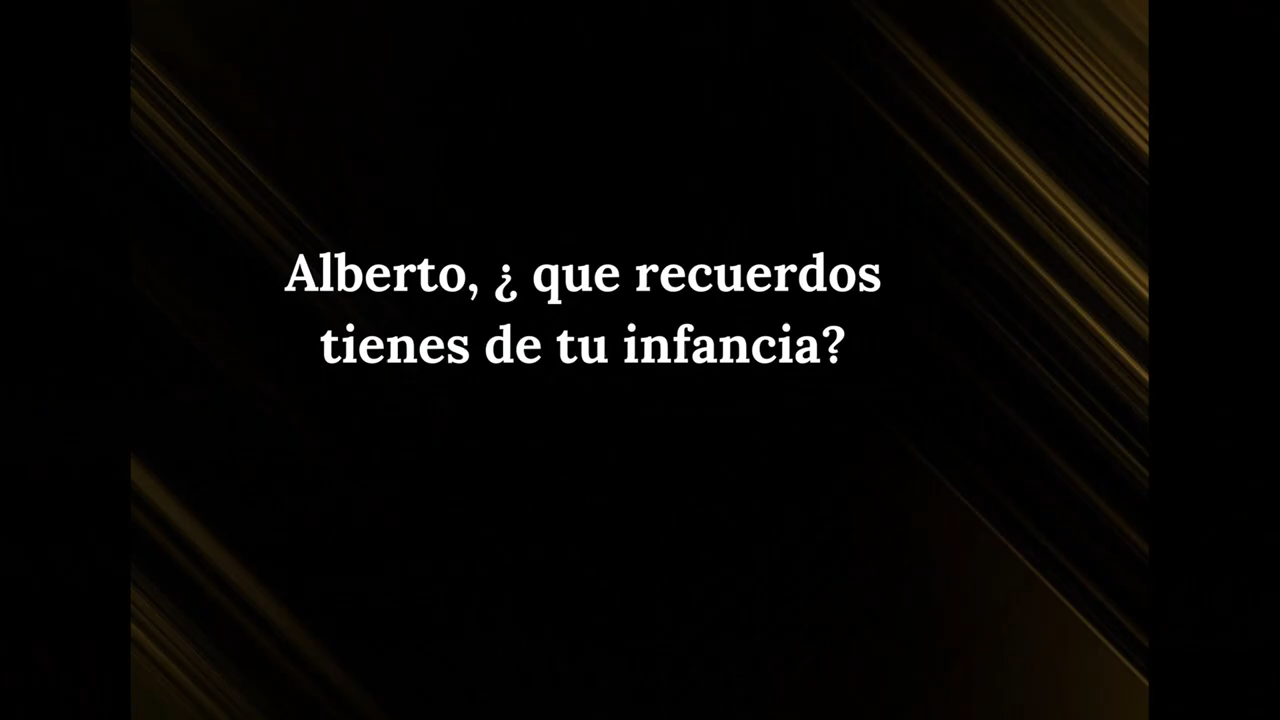 Alberto, ¿ que recuerdos
tienes de tu infancia?